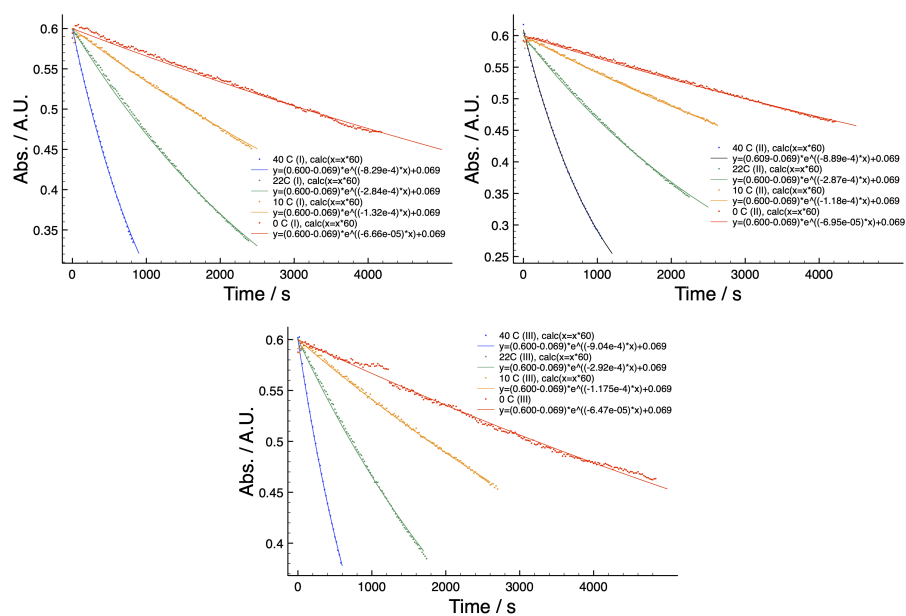 0.6
0.55
0.5
0.45
0.4
0.35
0
1000
2000
3000
4000
Time / s
Abs. / A.U.
40 C (I), calc(x=x*60)
y=(0.600-0.069)*e^((-8.29e-4)*x)+0.069
22C (I), calc(x=x*60)
y=(0.600-0.069)*e^((-2.84e-4)*x)+0.069
10 C (I), calc(x=x*60)
y=(0.600-0.069)*e^((-1.32e-4)*x)+0.069
0 C (I), calc(x=x*60)
y=(0.600-0.069)*e^((-6.66e-05)*x)+0.069
0.6
0.55
0.5
0.45
0.4
0.35
0.3
0.25
0
1000
2000
3000
4000
Time / s
Abs. / A.U.
40 C (II), calc(x=x*60)
y=(0.609-0.069)*e^((-8.89e-4)*x)+0.069
22C (II), calc(x=x*60)
y=(0.600-0.069)*e^((-2.87e-4)*x)+0.069
10 C (II), calc(x=x*60)
y=(0.600-0.069)*e^((-1.18e-4)*x)+0.069
0 C (II), calc(x=x*60)
y=(0.600-0.069)*e^((-6.95e-05)*x)+0.069
0.6
0.55
0.5
0.45
0.4
0
1200
2400
3600
4800
Time / s
Abs. / A.U.
40 C (III), calc(x=x*60)
y=(0.600-0.069)*e^((-9.04e-4)*x)+0.069
22C (III), calc(x=x*60)
y=(0.600-0.069)*e^((-2.92e-4)*x)+0.069
10 C (III), calc(x=x*60)
y=(0.600-0.069)*e^((-1.175e-4)*x)+0.069
0 C (III)
y=(0.600-0.069)*e^((-6.47e-05)*x)+0.069